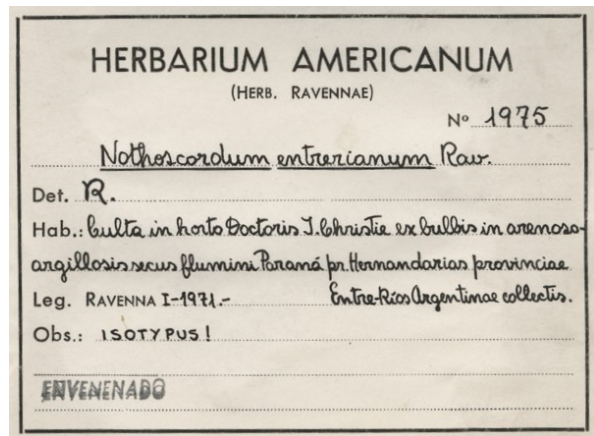 HERBARIUM AMERICANUM
(HERB. RAVENNAE)
Nº 1975
Nothoscordum entrerianum Rav.
Det. R.
Hab.: Culta in horto Doctoris J. Christie ex bulbis in arenoso-
argillosis secus flumini Paraná pr. Hernandarias provinciae
Leg. RAVENNA I-1971.- Entre-Ríos Argentinae collectis.
Obs.: ISOTYPUS!
ENVENENADO